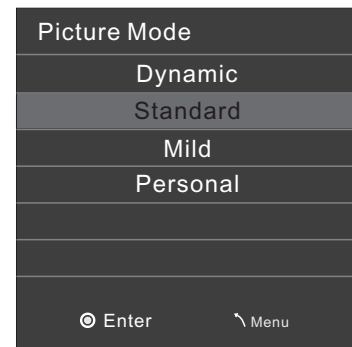 Picture Mode
Dynamic
Standard
Mild
Personal
Enter Menu